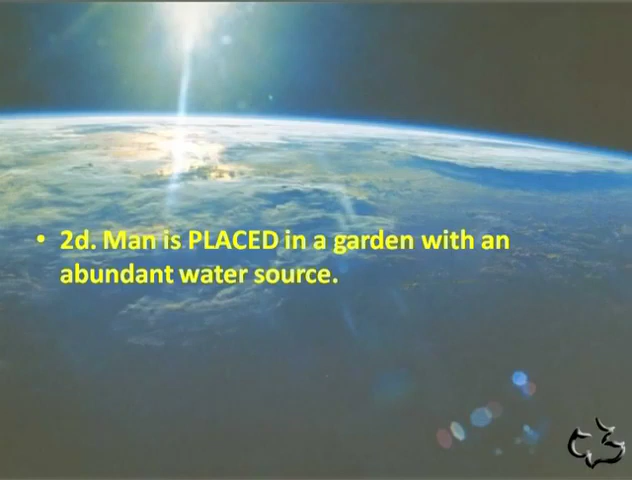 • 2d. Man is PLACED in a garden with an
abundant water source.